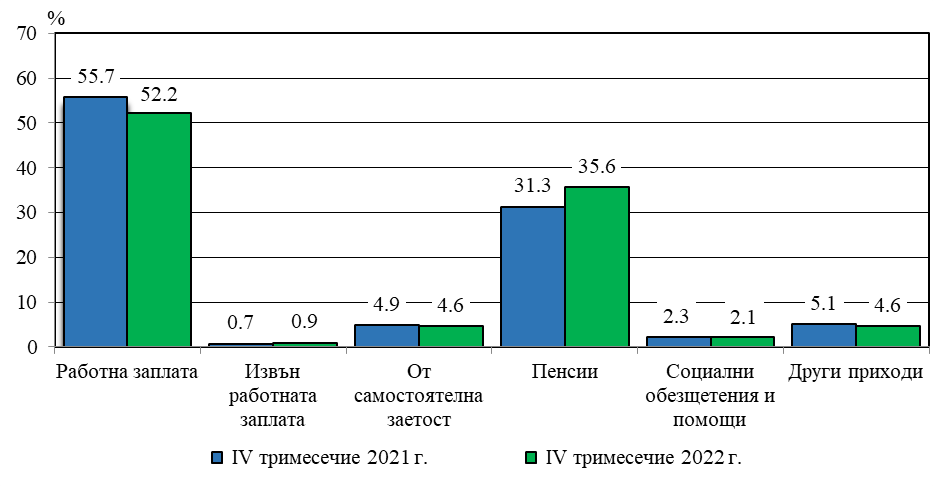 %
70
60
50
40
30
20
10
0
55.7
52.2
0.7
0.9
4.9
4.6
31.3
35.6
2.3
2.1
5.1
4.6
Работна заплата
Извън
работната
заплата
От
самостоятелна
заетост
Пенсии
Социални
обезщетения и
помощи
Други приходи
IV тримесечие 2021 г.
IV тримесечие 2022 г.